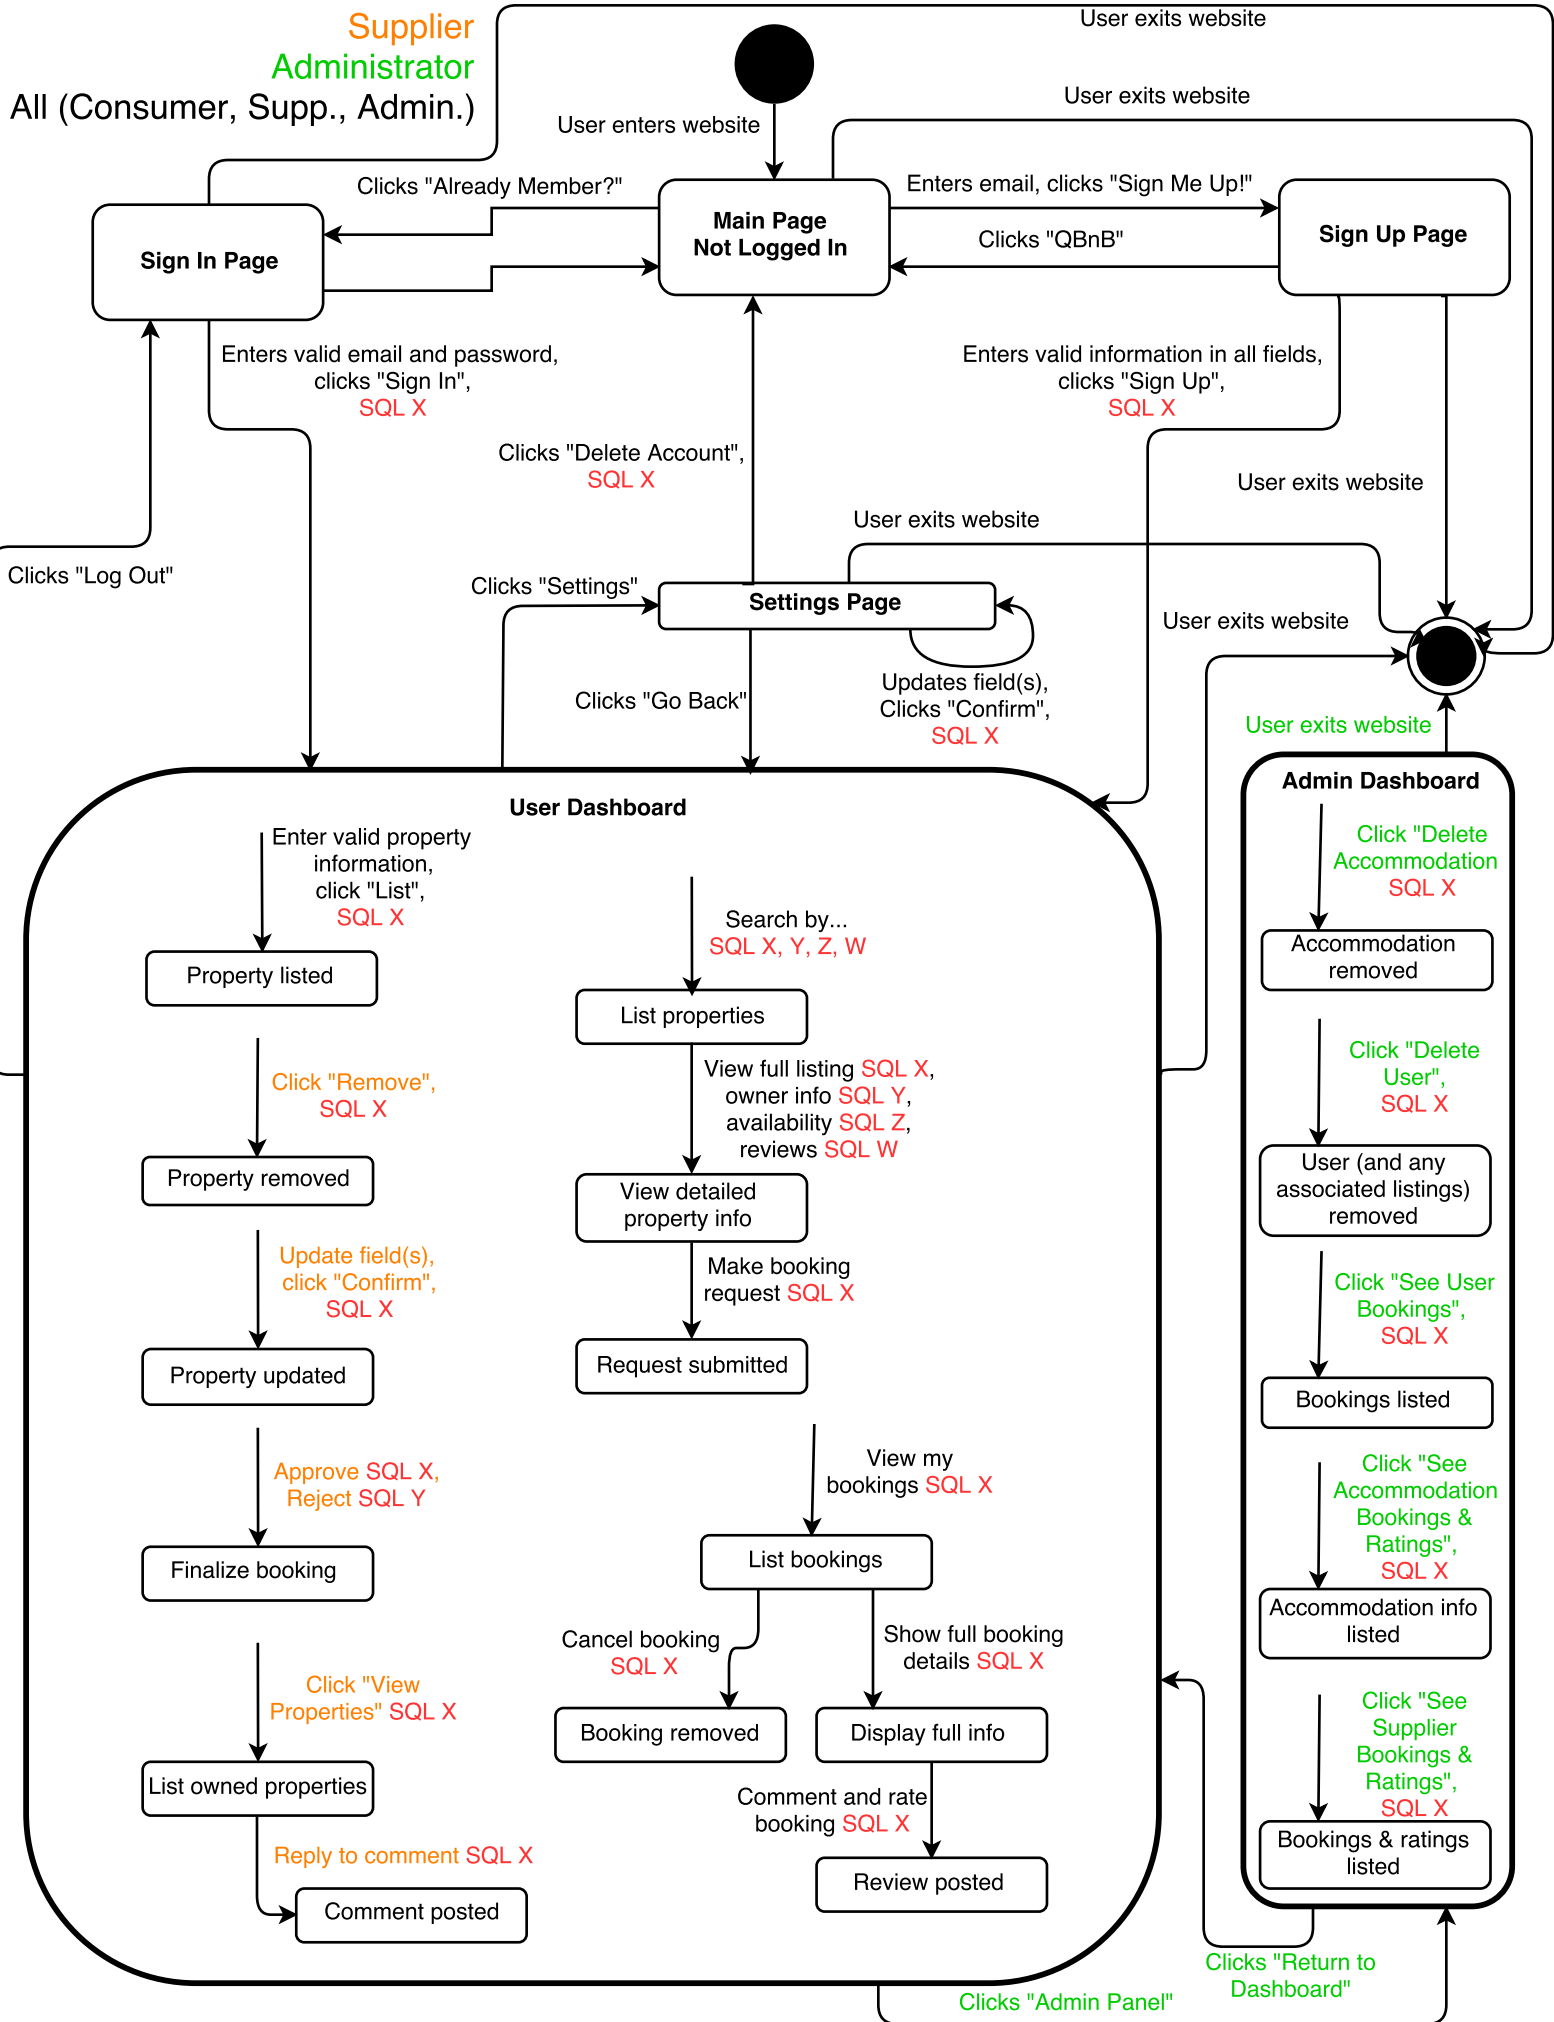 Supplier
Administrator
All (Consumer, Supp., Admin.)
User exits website
User exits website
User enters website
Clicks "Already Member?"
Enters email, clicks "Sign Me Up!"
Main Page
Not Logged In
Sign Up Page
Clicks "QBnB"
Sign In Page
Enters valid email and password,
clicks "Sign In",
SQL X
Enters valid information in all fields,
clicks "Sign Up",
SQL X
Clicks "Delete Account",
SQL X
User exits website
User exits website
Clicks "Log Out"
Clicks "Settings"
Settings Page
User exits website
Clicks "Go Back"
Updates field(s),
Clicks "Confirm",
SQL X
User exits website
User Dashboard
Enter valid property
information,
click "List",
SQL X
Property listed
Click "Remove",
SQL X
Property removed
Update field(s),
click "Confirm",
SQL X
Property updated
Approve SQL X,
Reject SQL Y
Finalize booking
Click "View
Properties" SQL X
List owned properties
Reply to comment SQL X
Comment posted
Search by...
SQL X, Y, Z, W
List properties
View full listing SQL X,
owner info SQL Y,
availability SQL Z,
reviews SQL W
View detailed
property info
Make booking
request SQL X
Request submitted
View my
bookings SQL X
List bookings
Cancel booking
SQL X
Show full booking
details SQL X
Booking removed
Display full info
Comment and rate
booking SQL X
Review posted
Admin Dashboard
Click "Delete
Accommodation
SQL X
Accommodation
removed
Click "Delete
User",
SQL X
User (and any
associated listings)
removed
Click "See User
Bookings",
SQL X
Bookings listed
Click "See
Accommodation
Bookings &
Ratings",
SQL X
Accommodation info
listed
Click "See
Supplier
Bookings &
Ratings",
SQL X
Bookings & ratings
listed
Clicks "Return to
Dashboard"
Clicks "Admin Panel"